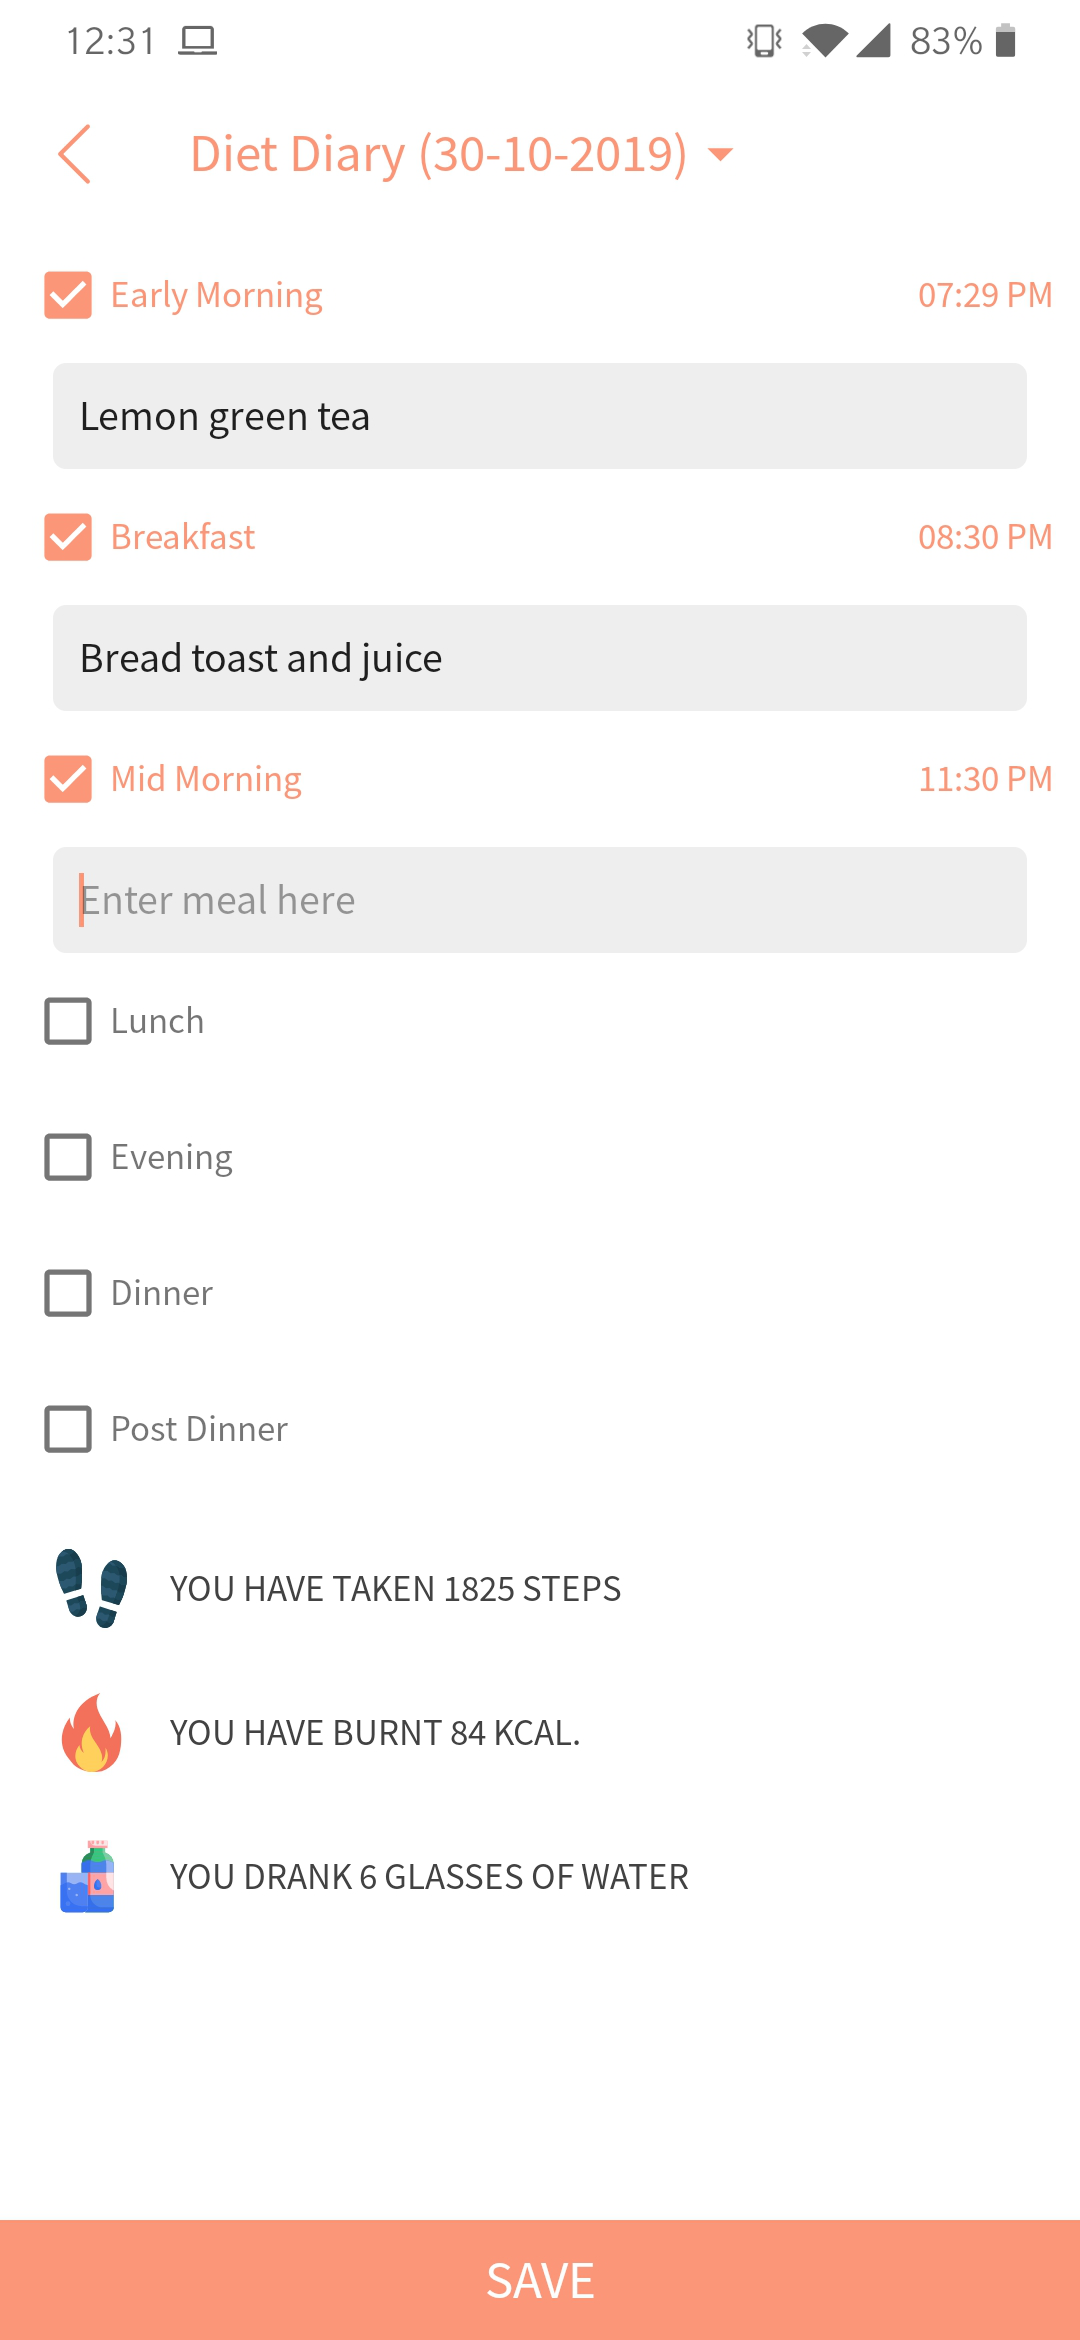 12:31 83%
Diet Diary (30-10-2019)
Early Morning 07:29 PM
Lemon green tea
Breakfast 08:30 PM
Bread toast and juice
Mid Morning 11:30 PM
Enter meal here
Lunch
Evening
Dinner
Post Dinner
YOU HAVE TAKEN 1825 STEPS
YOU HAVE BURNT 84 KCAL.
YOU DRANK 6 GLASSES OF WATER
SAVE